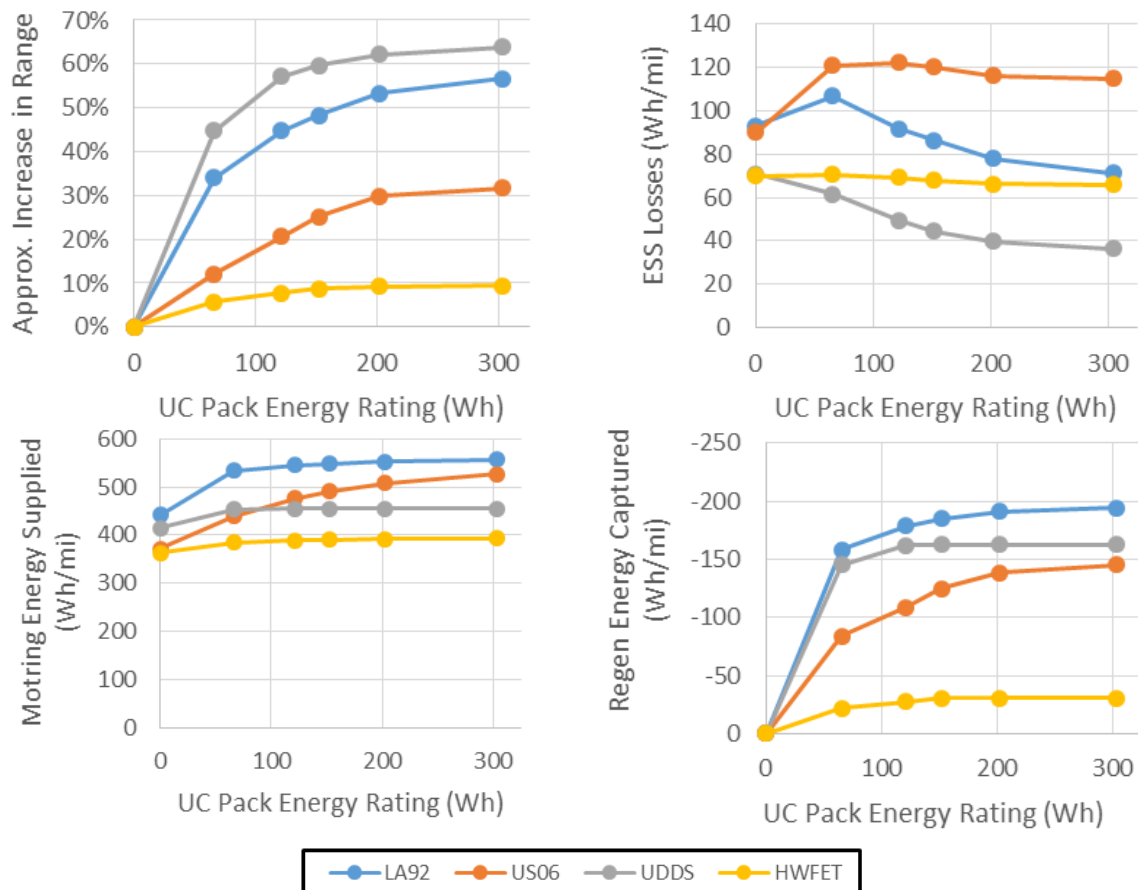 Approx. Increase in Range
70%
60%
50%
40%
30%
20%
10%
0%
0 100 200 300
UC Pack Energy Rating (Wh)
ESS Losses (Wh/mi)
140
120
100
80
60
40
20
0
0 100 200 300
UC Pack Energy Rating (Wh)
Motring Energy Supplied
(Wh/mi)
600
500
400
300
200
100
0
0 100 200 300
UC Pack Energy Rating (Wh)
Regen Energy Captured
(Wh/mi)
-250
-200
-150
-100
-50
0
0 100 200 300
UC Pack Energy Rating (Wh)
LA92 US06 UDDS HWFET